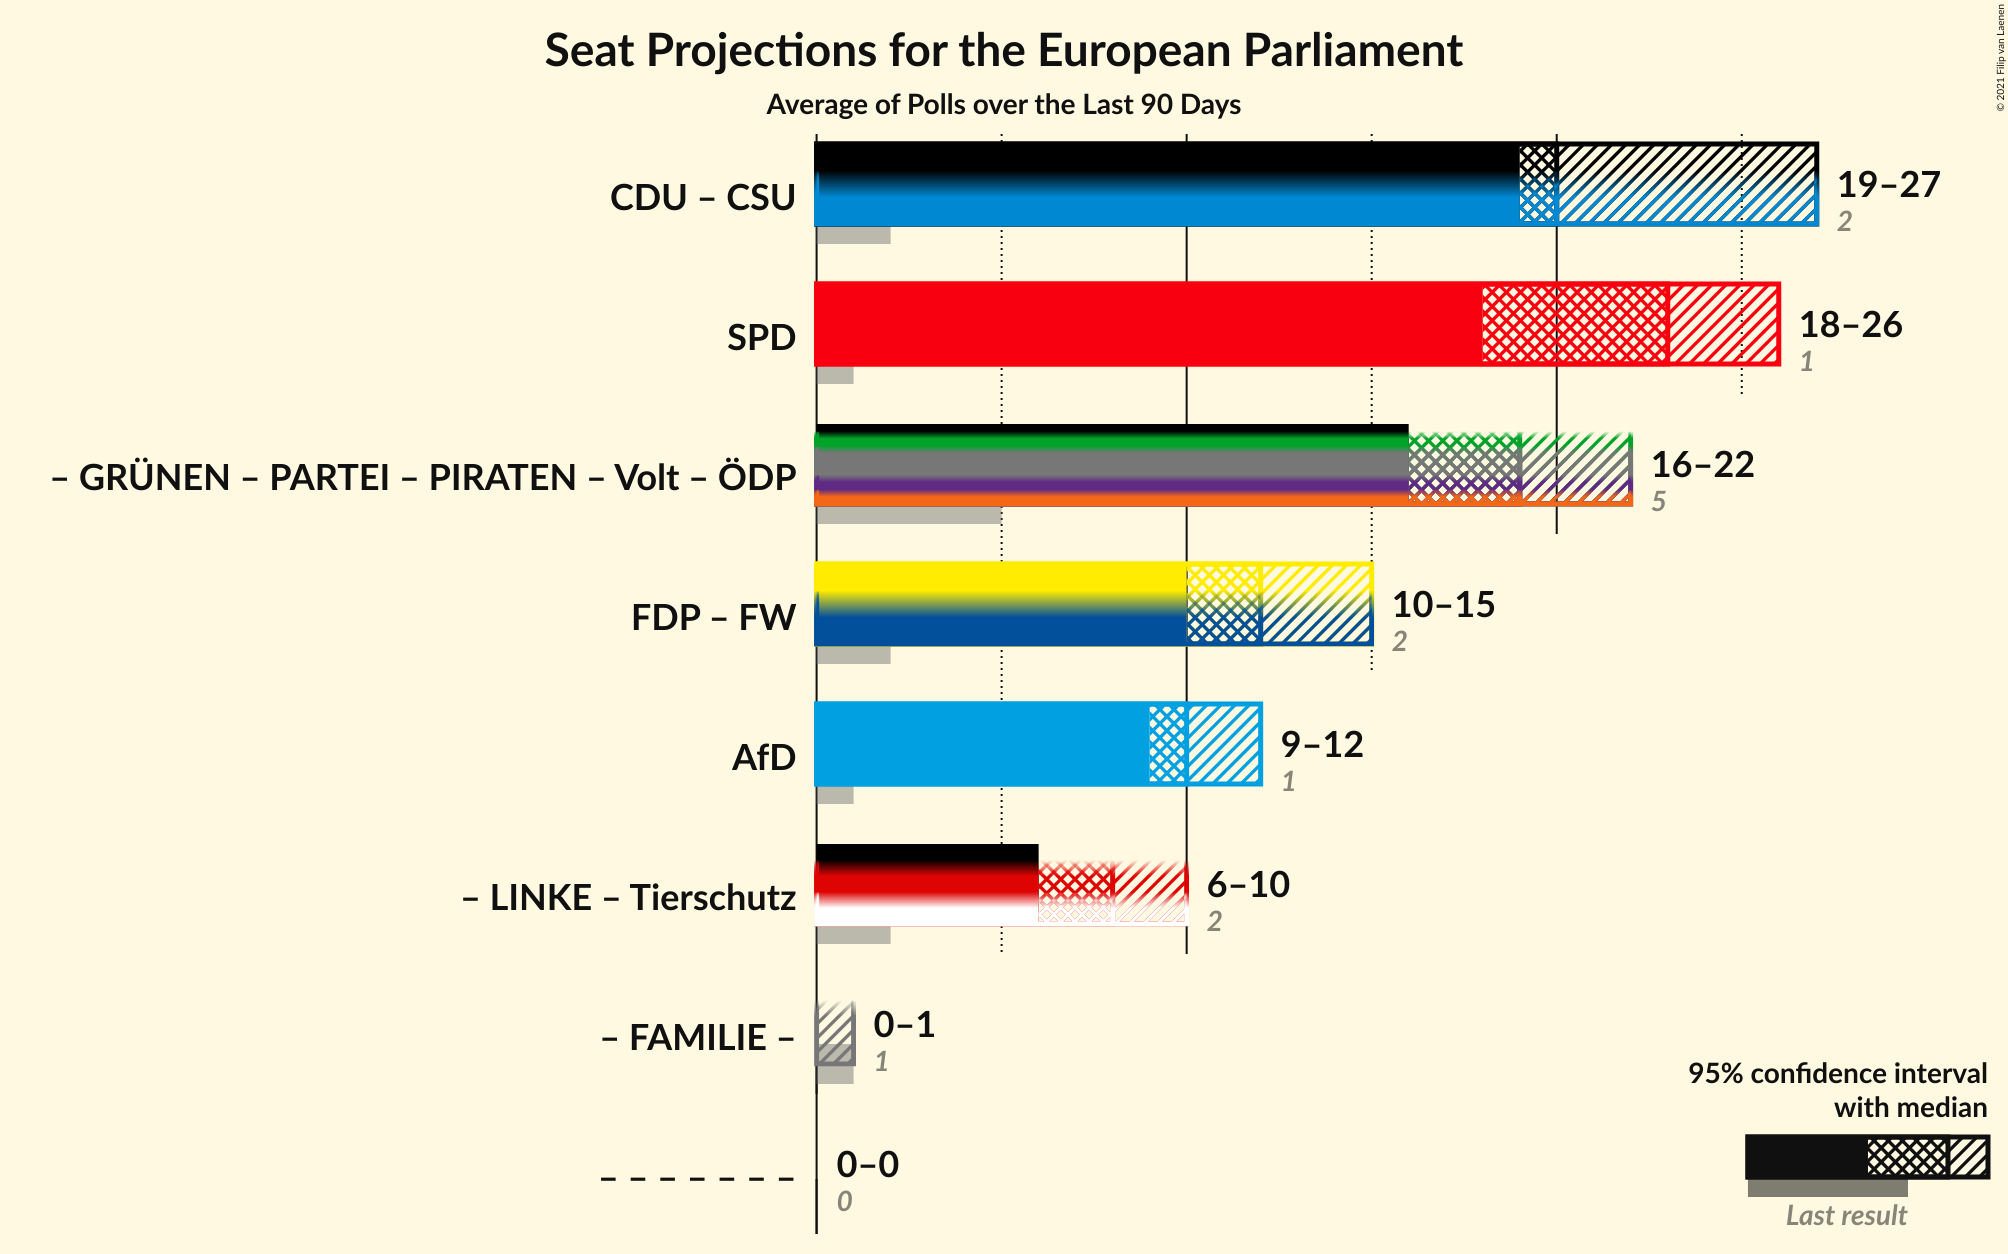 Seat Projections for the European Parliament
Average of Polls over the Last 90 Days
© 2021 Filip van Laenen
CDU – CSU
19–27
2
SPD
18–26
1
– GRÜNEN – PARTEI – PIRATEN – Volt – ÖDP
16–22
5
FDP – FW
10–15
2
AfD
9–12
1
– LINKE – Tierschutz
6–10
2
– FAMILIE –
0–1
1
– – – – – – –
0–0
0
95% confidence interval
with median
Last result